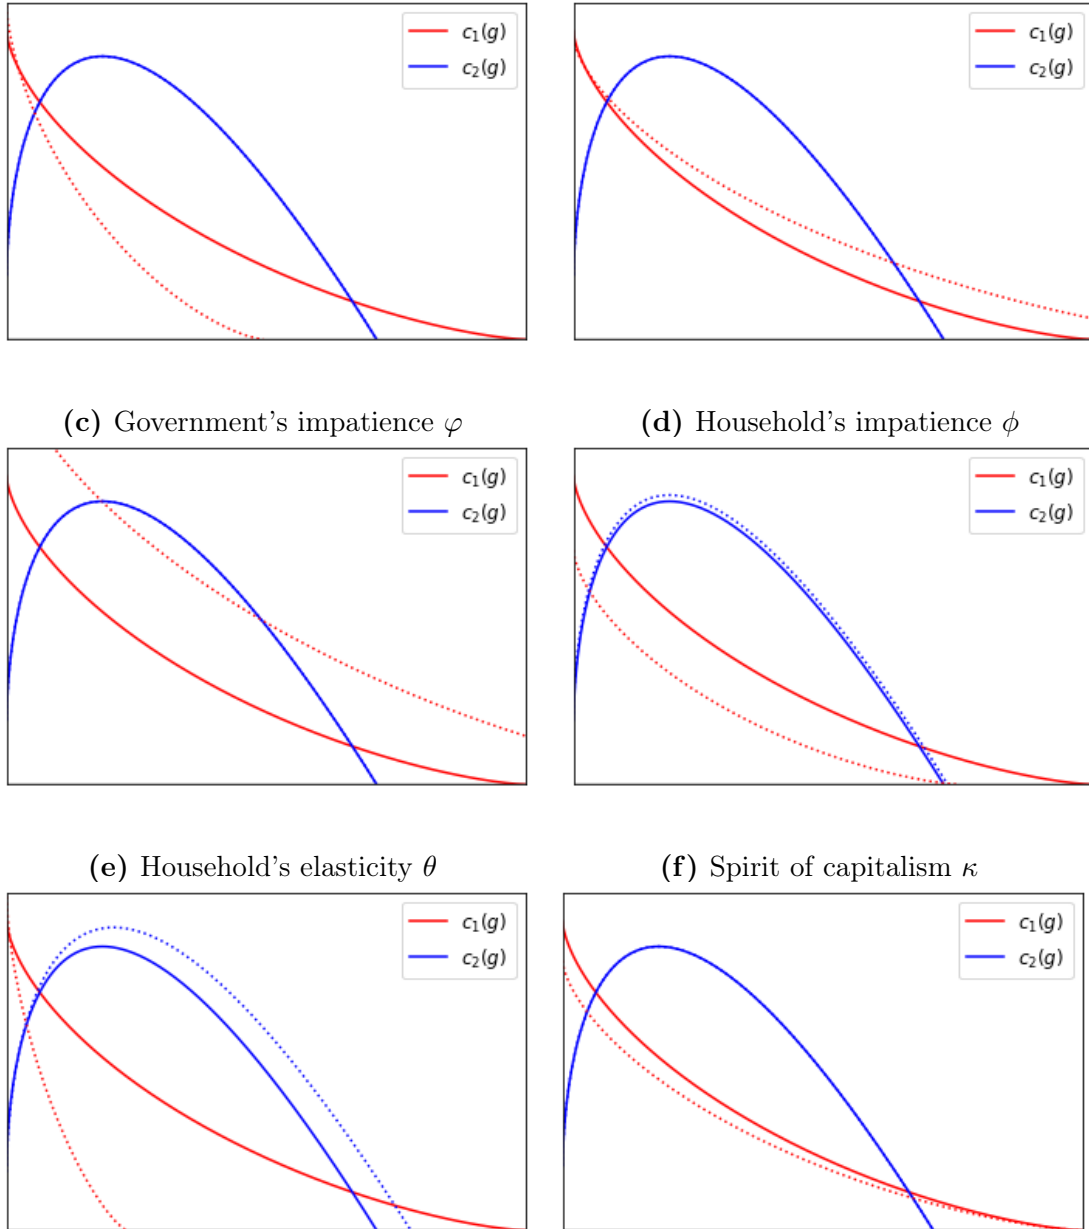 c₁(g)
c₂(g)
c₁(g)
c₂(g)
(c) Government's impatience φ
(d) Household's impatience ϕ
c₁(g)
c₂(g)
c₁(g)
c₂(g)
(e) Household's elasticity θ
(f) Spirit of capitalism κ
c₁(g)
c₂(g)
c₁(g)
c₂(g)